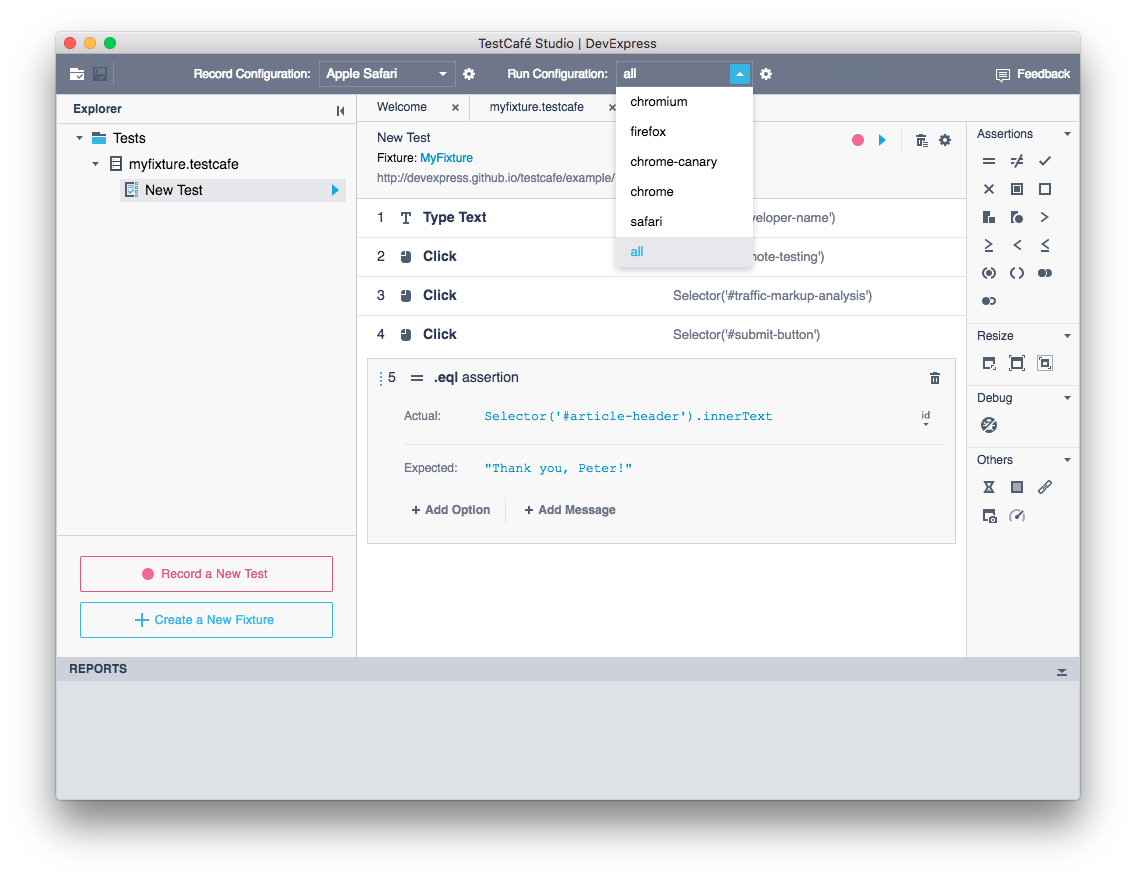 TestCafé Studio | DevExpress
Record Configuration: Apple Safari Run Configuration: all Feedback
chromium
firefox
chrome-canary
chrome
safari
all
Explorer
Tests
myfixture.testcafe
New Test
Record a New Test
Create a New Fixture
Welcome myfixture.testcafe
New Test
Fixture: MyFixture
http://devexpress.github.io/testcafe/example/
1 Type Text veloper-name')
2 Click note-testing')
3 Click Selector('#traffic-markup-analysis')
4 Click Selector('#submit-button')
5 = .eql assertion
Actual: Selector('#article-header').innerText id
Expected: "Thank you, Peter!"
+ Add Option + Add Message
Assertions
Resize
Debug
Others
REPORTS